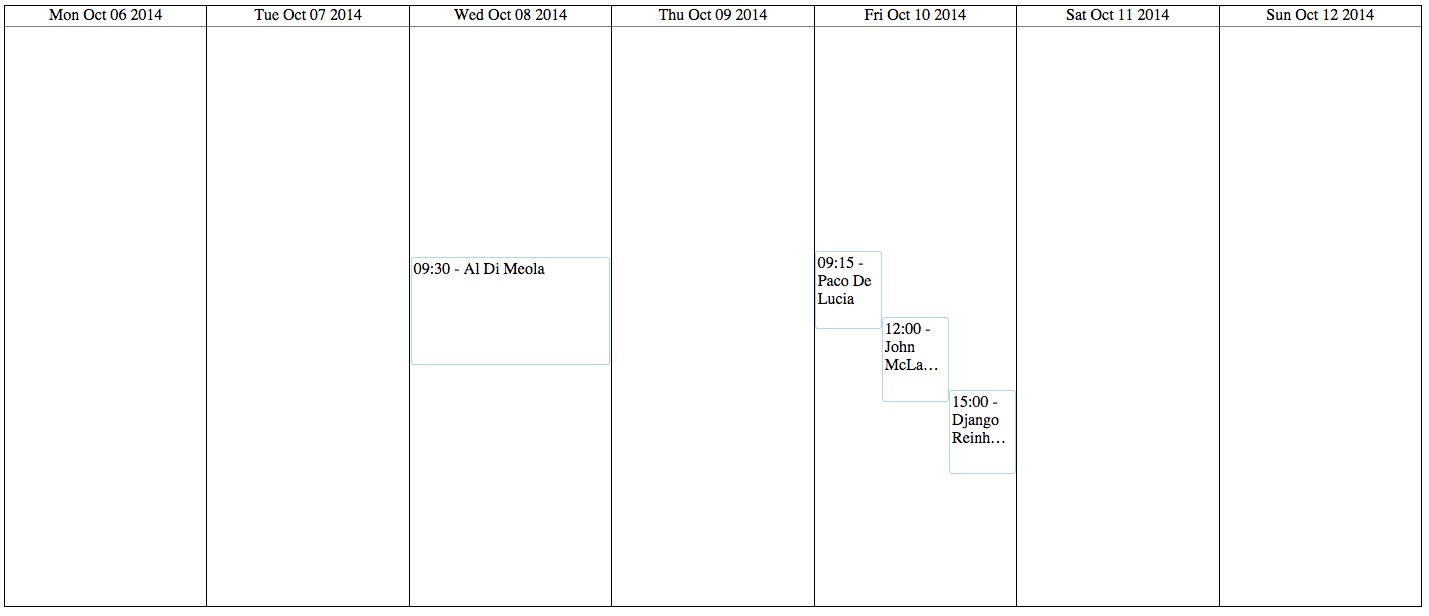 Mon Oct 06 2014
Tue Oct 07 2014
Wed Oct 08 2014
Thu Oct 09 2014
Fri Oct 10 2014
Sat Oct 11 2014
Sun Oct 12 2014
09:30 - Al Di Meola
09:15 -
Paco De
Lucia
12:00 -
John
McLa…
15:00 -
Django
Reinh…